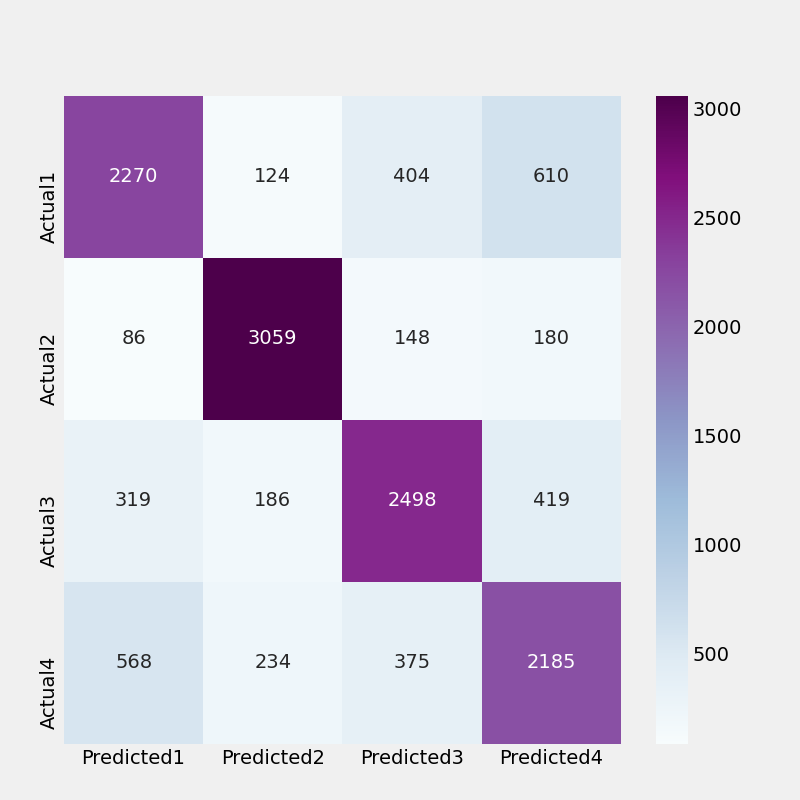 Actual1 2270 124 404 610
Actual2 86 3059 148 180
Actual3 319 186 2498 419
Actual4 568 234 375 2185
Predicted1 Predicted2 Predicted3 Predicted4
3000
2500
2000
1500
1000
500